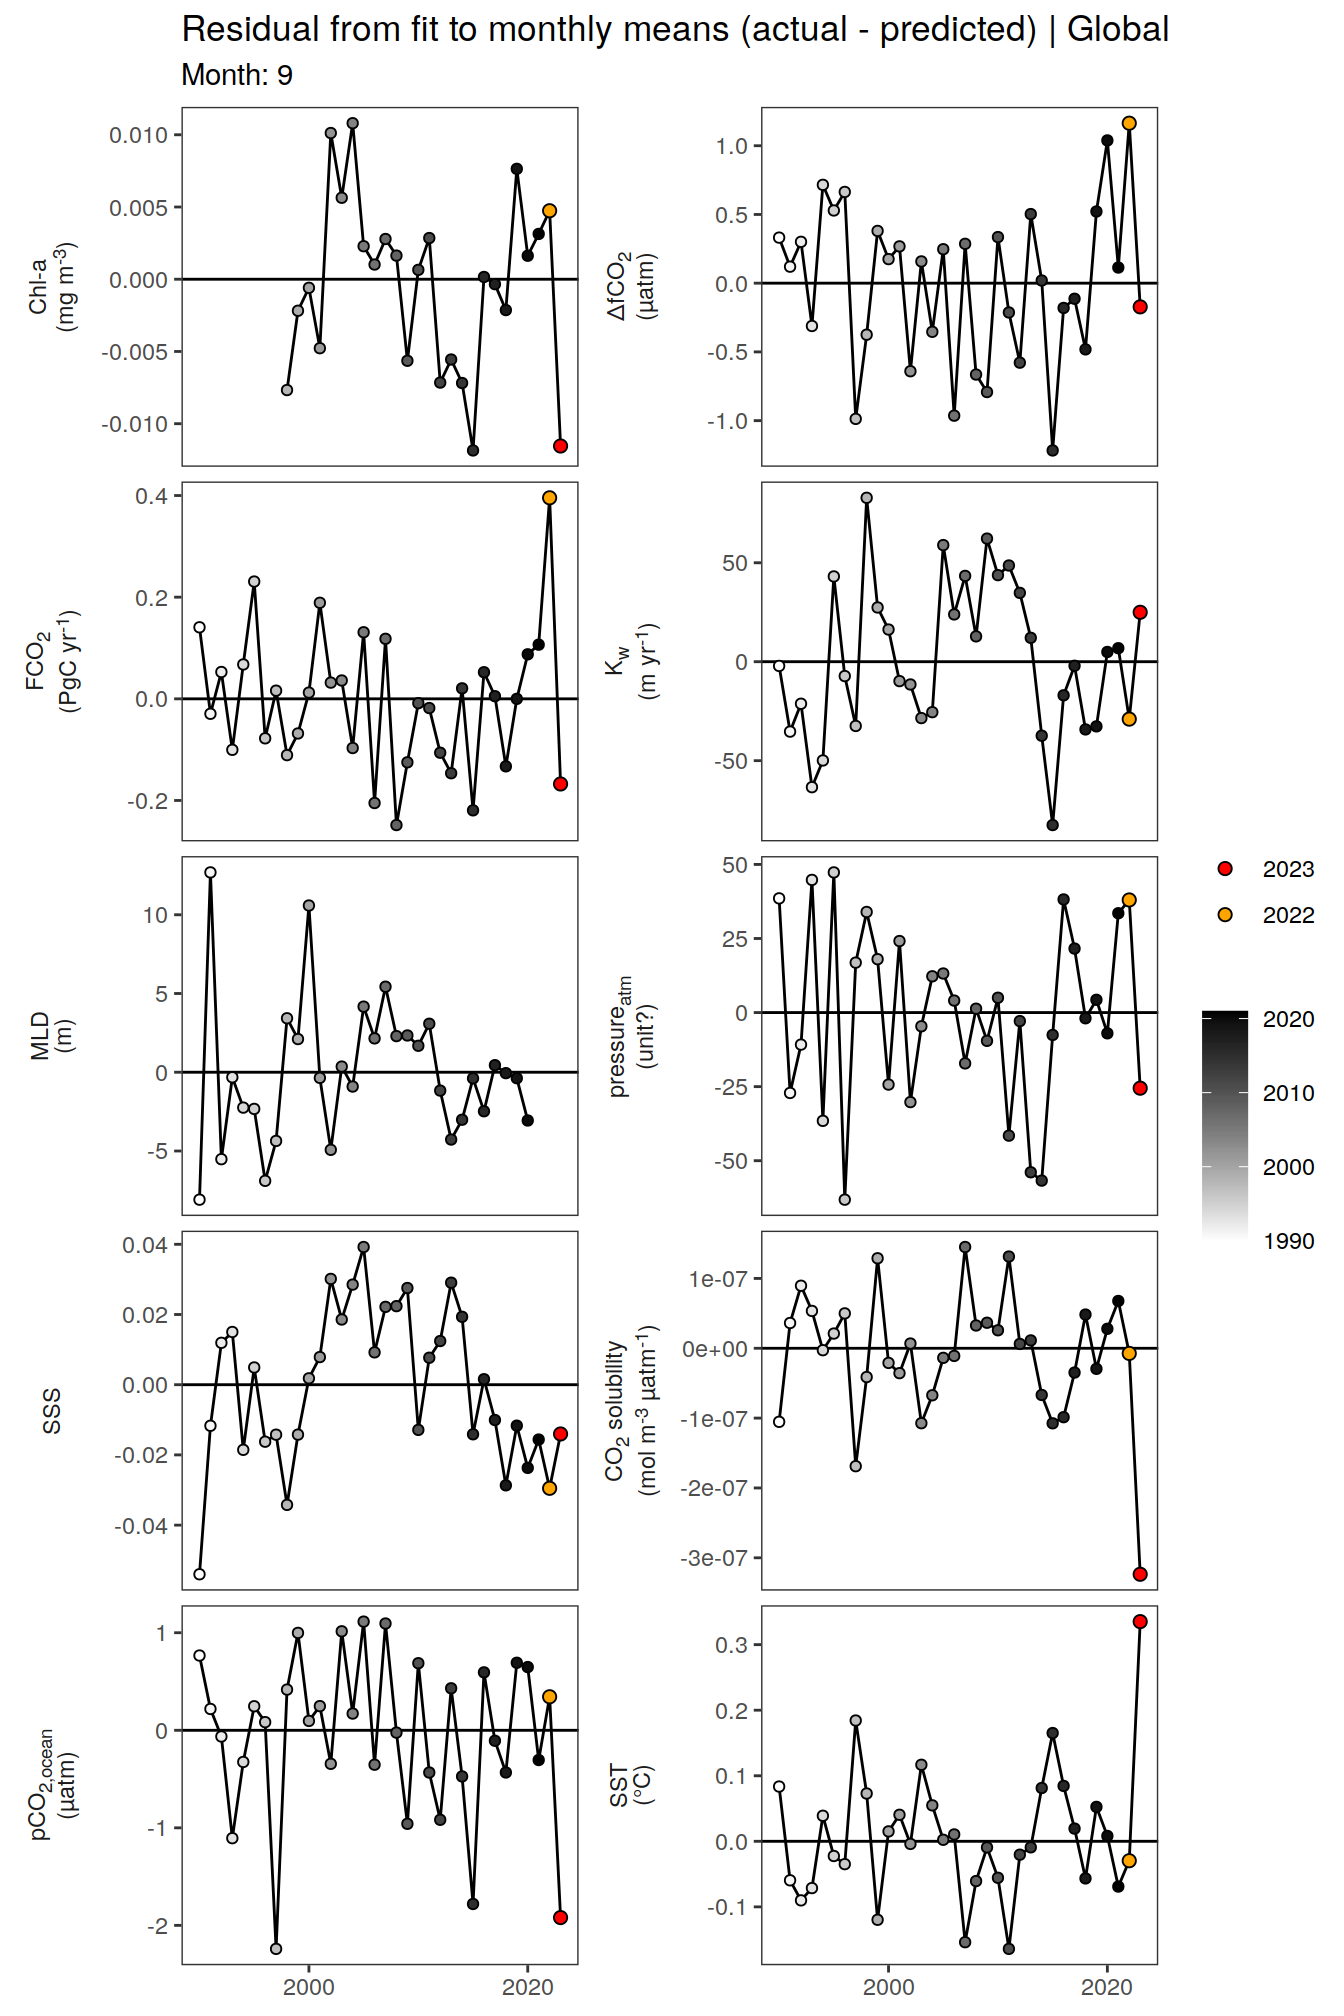 Residual from fit to monthly means (actual - predicted) | Global
Month: 9
0.010
0.005
0.000
-0.005
-0.010
Chl-a
(mg m⁻³)
1.0
0.5
0.0
-0.5
-1.0
ΔfCO₂
(µatm)
0.4
0.2
0.0
-0.2
FCO₂
(PgC yr⁻¹)
50
0
-50
K_w
(m yr⁻¹)
10
5
0
-5
MLD
(m)
50
25
0
-25
-50
pressure_atm
(unit?)
0.04
0.02
0.00
-0.02
-0.04
SSS
1e-07
0e+00
-1e-07
-2e-07
-3e-07
CO₂ solubility
(mol m⁻³ µatm⁻¹)
1
0
-1
-2
pCO₂,ocean
(µatm)
0.3
0.2
0.1
0.0
-0.1
SST
(°C)
2000
2020
2000
2020
2023
2022
2020
2010
2000
1990